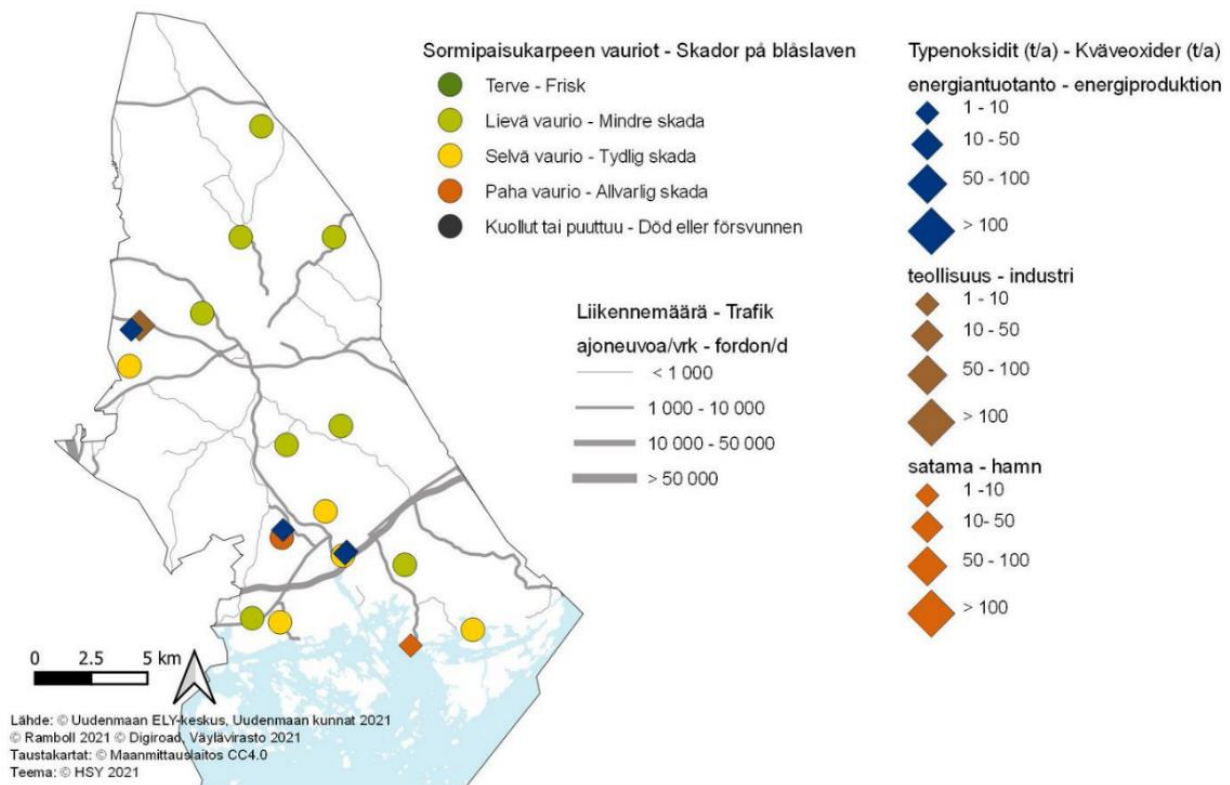 Sormipaisukarpeen vauriot - Skador på blåslaven
Terve - Frisk
Lievä vaurio - Mindre skada
Selvä vaurio - Tydlig skada
Paha vaurio - Allvarlig skada
Kuollut tai puuttuu - Död eller försvunnen
Liikennemäärä - Trafik
ajoneuvoa/vrk - fordon/d
< 1 000
1 000 - 10 000
10 000 - 50 000
> 50 000
Typenoksidit (t/a) - Kväveoxider (t/a)
energiantuotanto - energiproduktion
1 - 10
10 - 50
50 - 100
> 100
teollisuus - industri
1 - 10
10 - 50
50 - 100
> 100
satama - hamn
1 -10
10- 50
50 - 100
> 100
0 2.5 5 km
Lähde: © Uudenmaan ELY-keskus, Uudenmaan kunnat 2021
© Ramboll 2021 © Digiroad, Väylävirasto 2021
Taustakartat: © Maanmittauslaitos CC4.0
Teema: © HSY 2021